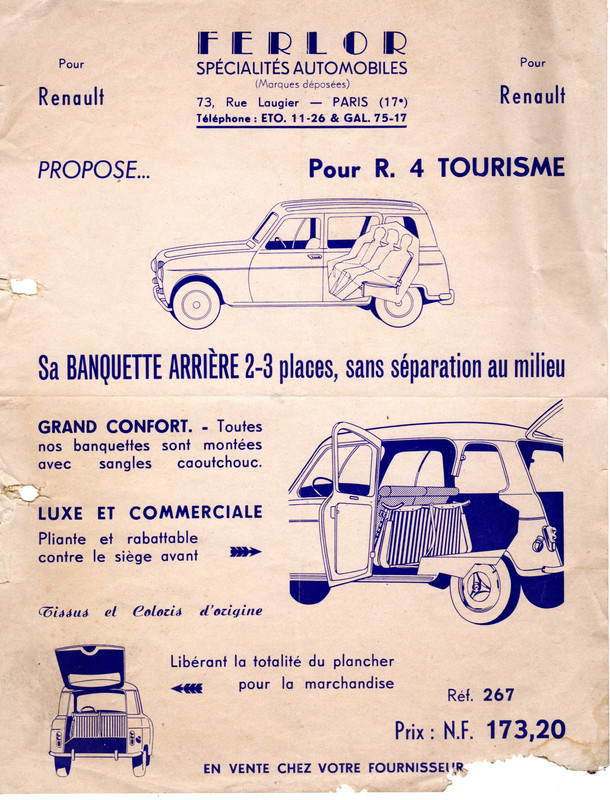 FERLOR
SPÉCIALITÉS AUTOMOBILES
(Marques déposées)
73, Rue Laugier — PARIS (17e)
Téléphone : ETO. 11-26 & GAL. 75-17
Pour
Renault
Pour
Renault
PROPOSE...
Pour R. 4 TOURISME
Sa BANQUETTE ARRIÈRE 2-3 places, sans séparation au milieu
GRAND CONFORT. - Toutes
nos banquettes sont montées
avec sangles caoutchouc.
LUXE ET COMMERCIALE
Pliante et rabattable
contre le siège avant
Tissus et Coloris d'origine
Libérant la totalité du plancher
pour la marchandise
Réf. 267
Prix : N.F. 173,20
EN VENTE CHEZ VOTRE FOURNISSEUR